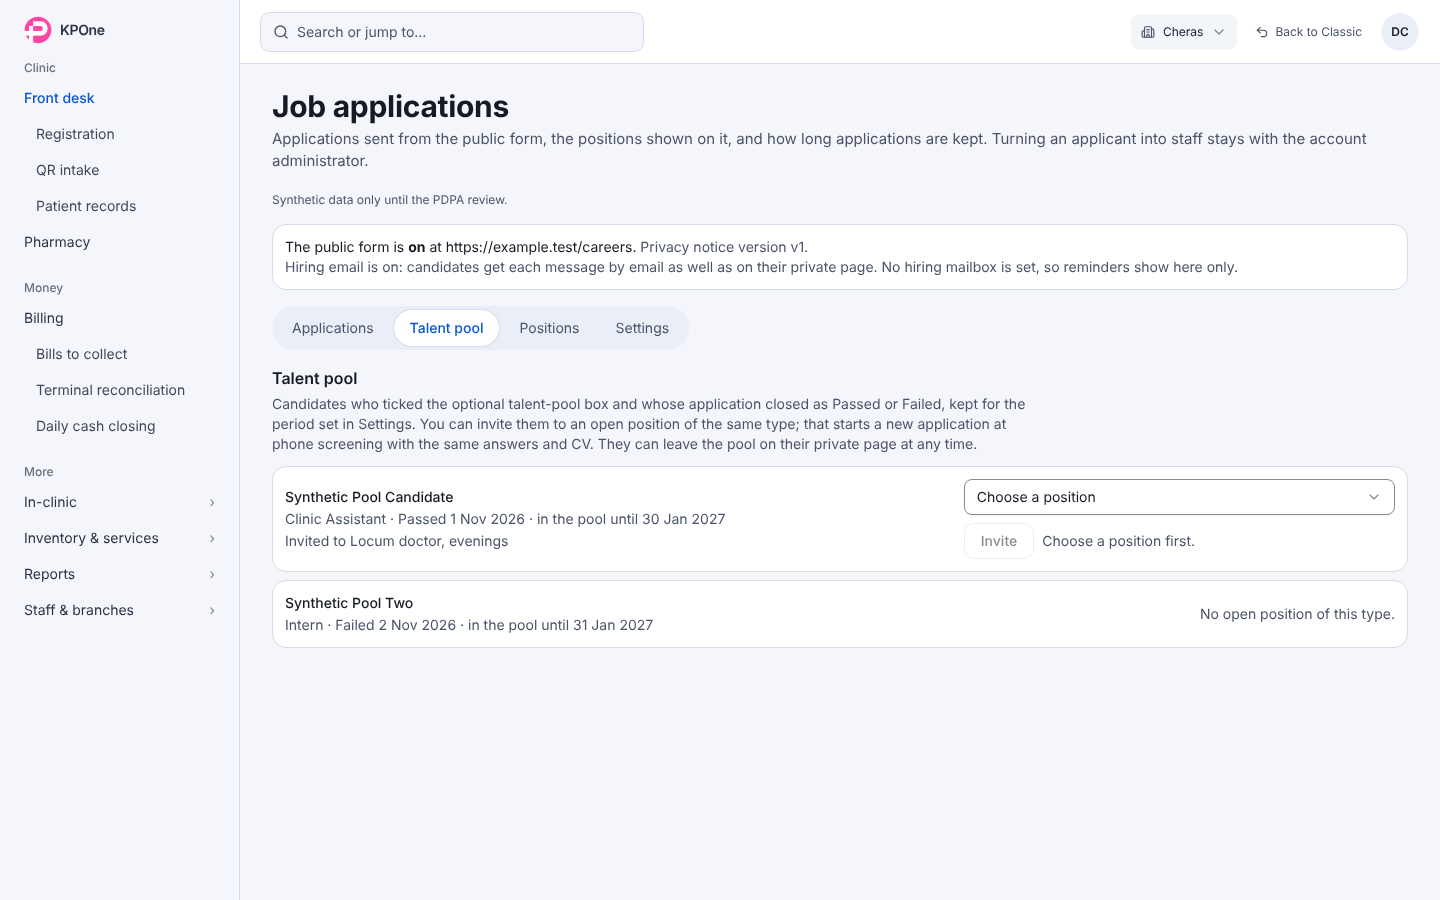 KPOne
Clinic
Front desk
Registration
QR intake
Patient records
Pharmacy
Money
Billing
Bills to collect
Terminal reconciliation
Daily cash closing
More
In-clinic
Inventory & services
Reports
Staff & branches
Search or jump to...
Cheras
Back to Classic
DC
Job applications
Applications sent from the public form, the positions shown on it, and how long applications are kept. Turning an applicant into staff stays with the account
administrator.
Synthetic data only until the PDPA review.
The public form is on at https://example.test/careers. Privacy notice version v1.
Hiring email is on: candidates get each message by email as well as on their private page. No hiring mailbox is set, so reminders show here only.
Applications
Talent pool
Positions
Settings
Talent pool
Candidates who ticked the optional talent-pool box and whose application closed as Passed or Failed, kept for the
period set in Settings. You can invite them to an open position of the same type; that starts a new application at
phone screening with the same answers and CV. They can leave the pool on their private page at any time.
Synthetic Pool Candidate
Clinic Assistant · Passed 1 Nov 2026 · in the pool until 30 Jan 2027
Invited to Locum doctor, evenings
Choose a position
Invite
Choose a position first.
Synthetic Pool Two
Intern · Failed 2 Nov 2026 · in the pool until 31 Jan 2027
No open position of this type.